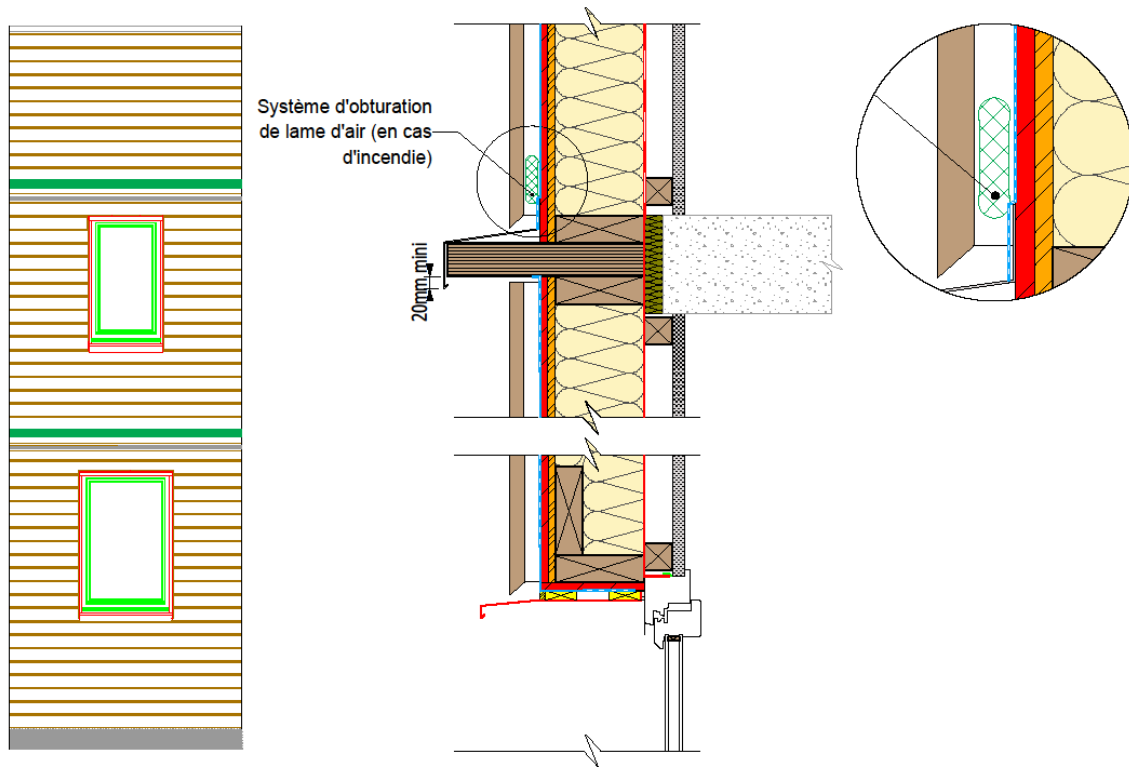 Système d'obturation
de lame d'air (en cas
d'incendie)
20mm mini